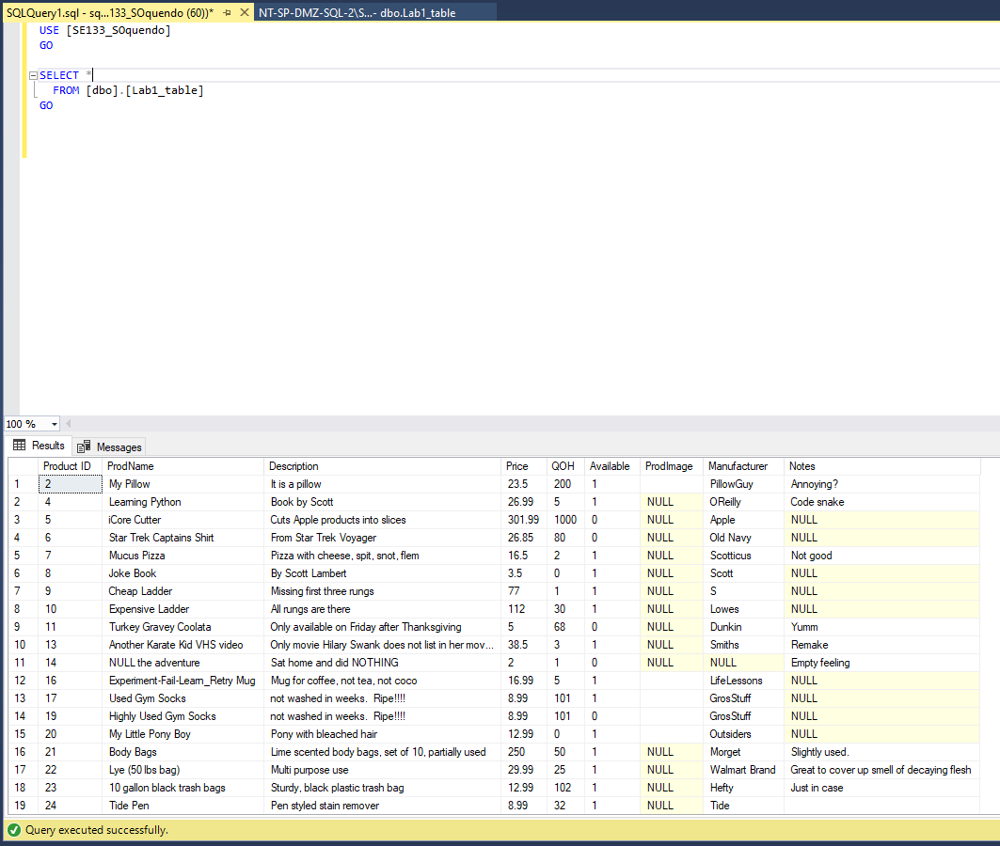 SQLQuery1.sql - sq...133_SOquendo (60))* NT-SP-DMZ-SQL-2\S...- dbo.Lab1_table
USE [SE133_SOquendo]
GO
SELECT *
FROM [dbo].[Lab1_table]
GO
100 %
Results Messages
Product ID ProdName Description Price QOH Available ProdImage Manufacturer Notes
1 2 My Pillow It is a pillow 23.5 200 1 PillowGuy Annoying?
2 4 Learning Python Book by Scott 26.99 5 1 NULL OReilly Code snake
3 5 iCore Cutter Cuts Apple products into slices 301.99 1000 0 NULL Apple NULL
4 6 Star Trek Captains Shirt From Star Trek Voyager 26.85 80 0 NULL Old Navy NULL
5 7 Mucus Pizza Pizza with cheese, spit, snot, flem 16.5 2 1 NULL Scotticus Not good
6 8 Joke Book By Scott Lambert 3.5 0 1 NULL Scott NULL
7 9 Cheap Ladder Missing first three rungs 77 1 1 NULL S NULL
8 10 Expensive Ladder All rungs are there 112 30 1 NULL Lowes NULL
9 11 Turkey Gravey Coolata Only available on Friday after Thanksgiving 5 68 0 NULL Dunkin Yumm
10 13 Another Karate Kid VHS video Only movie Hilary Swank does not list in her mov... 38.5 3 1 NULL Smiths Remake
11 14 NULL the adventure Sat home and did NOTHING 2 1 0 NULL NULL Empty feeling
12 16 Experiment-Fail-Learn_Retry Mug Mug for coffee, not tea, not coco 16.99 5 1 LifeLessons NULL
13 17 Used Gym Socks not washed in weeks. Ripe!!!! 8.99 101 0 GrosStuff NULL
14 19 Highly Used Gym Socks not washed in weeks. Ripe!!!! 8.99 101 0 GrosStuff NULL
15 20 My Little Pony Boy Pony with bleached hair 12.99 0 1 Outsiders NULL
16 21 Body Bags Lime scented body bags, set of 10, partially used 250 50 1 NULL Morget Slightly used.
17 22 Lye (50 lbs bag) Multi purpose use 29.99 25 1 NULL Walmart Brand Great to cover up smell of decaying flesh
18 23 10 gallon black trash bags Sturdy, black plastic trash bag 12.99 102 1 NULL Hefty Just in case
19 24 Tide Pen Pen styled stain remover 8.99 32 1 NULL Tide
Query executed successfully.